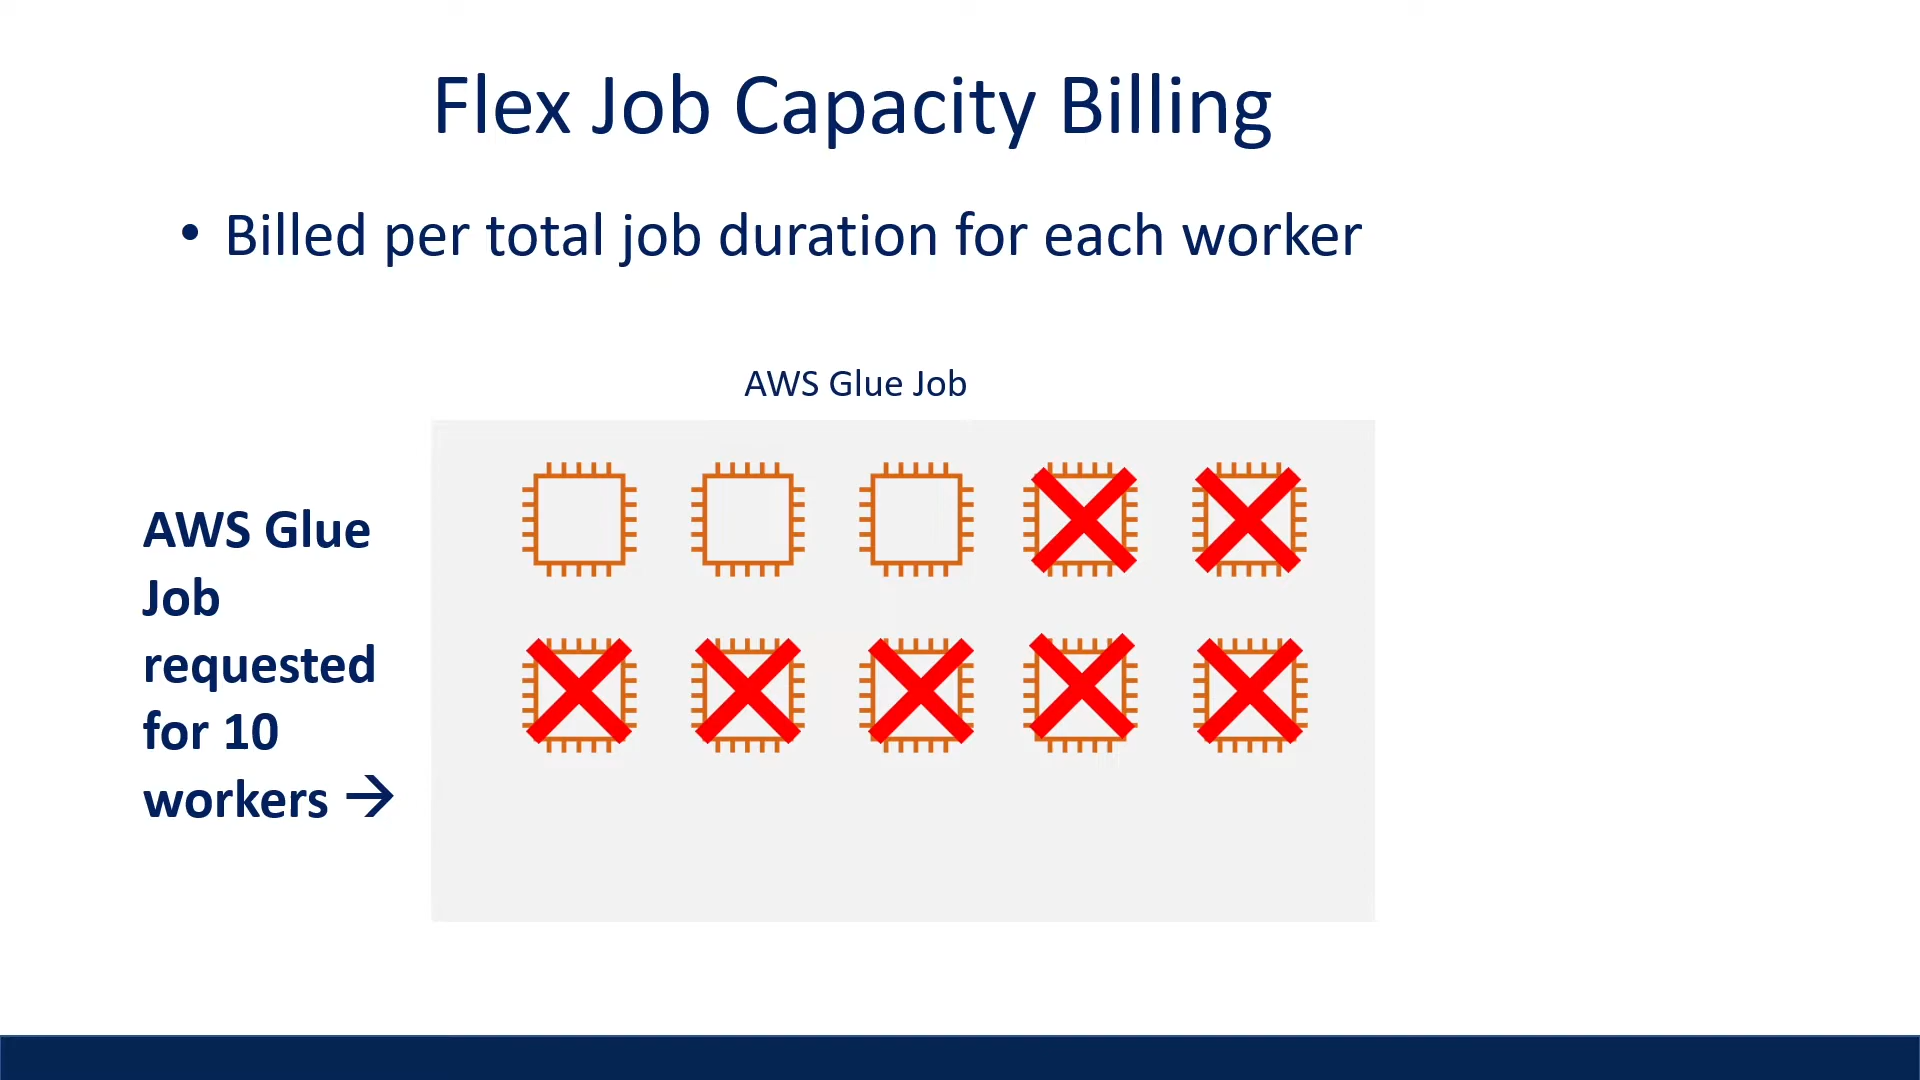 Flex Job Capacity Billing
• Billed per total job duration for each worker
AWS Glue Job
AWS Glue
Job
requested
for 10
workers →